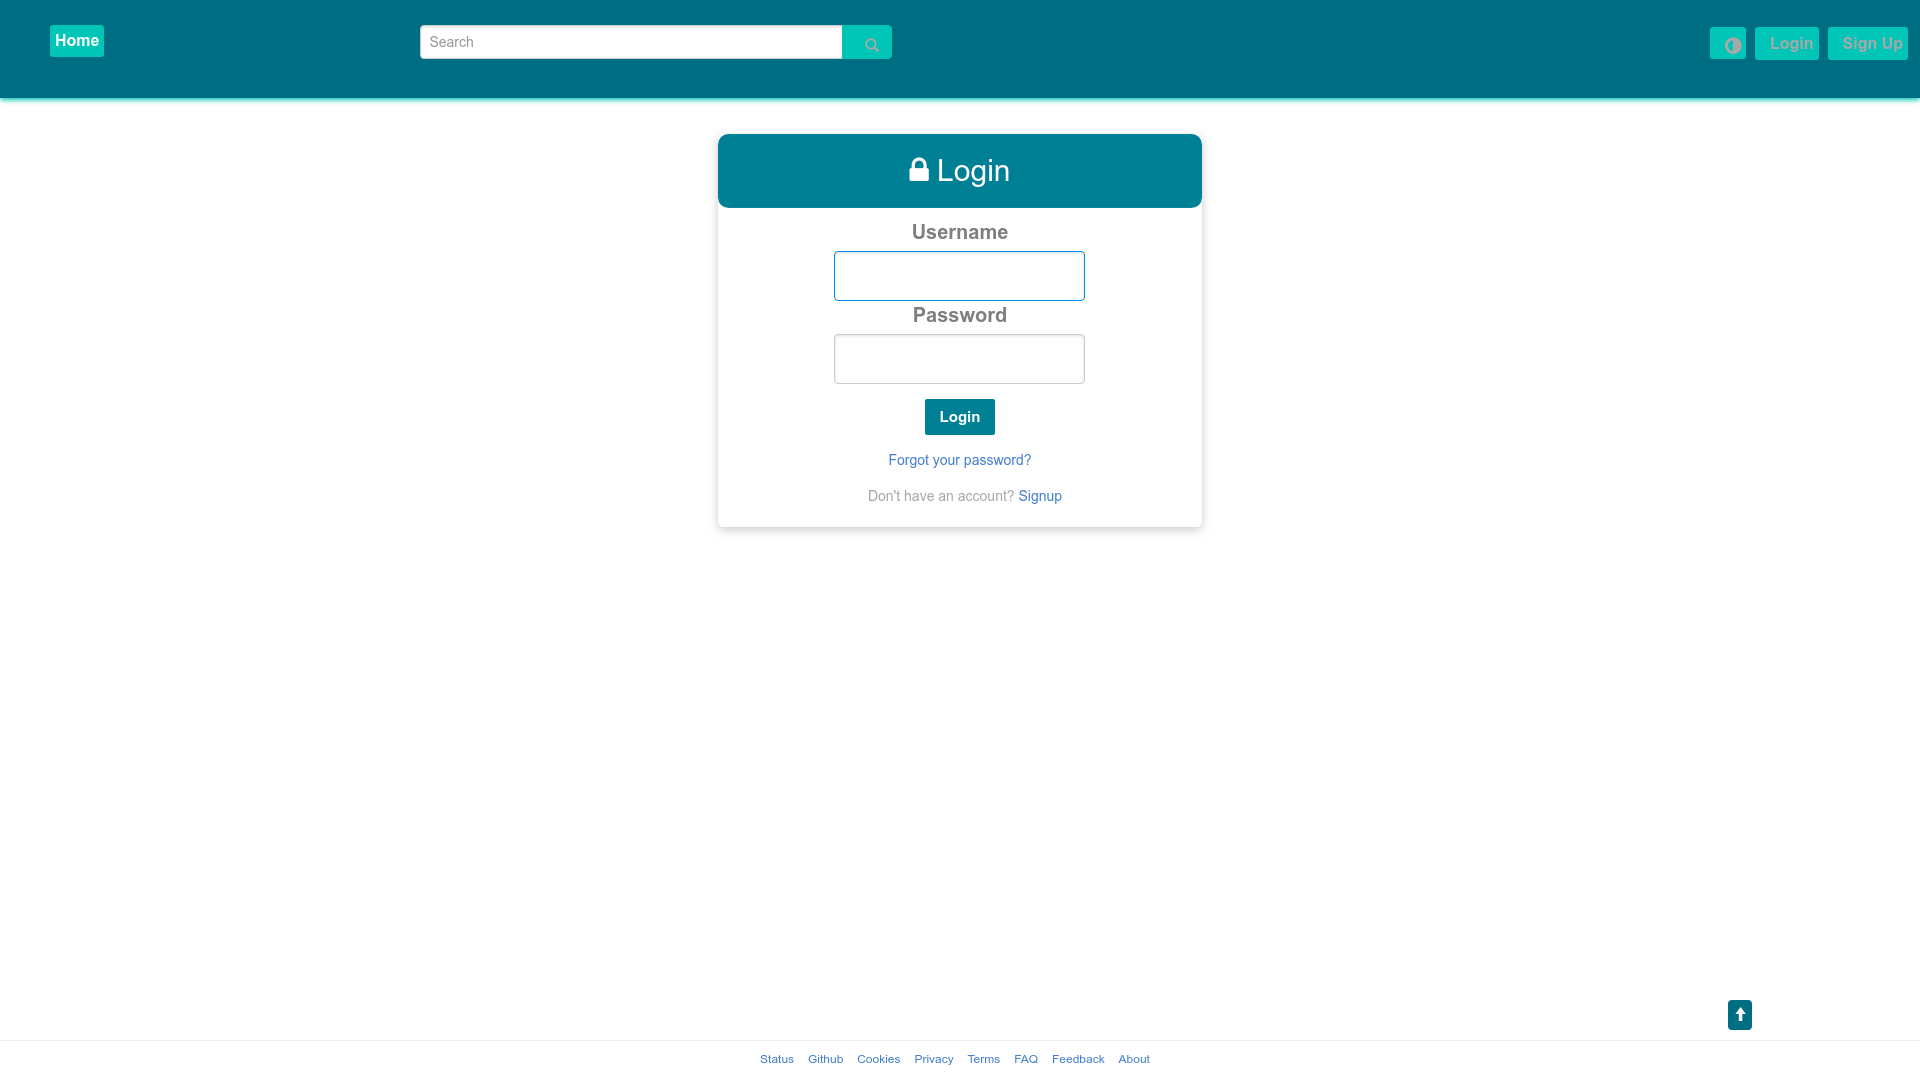 Home
Search
Login
Sign Up
Login
Username
Password
Login
Forgot your password?
Don't have an account? Signup
Status Github Cookies Privacy Terms FAQ Feedback About